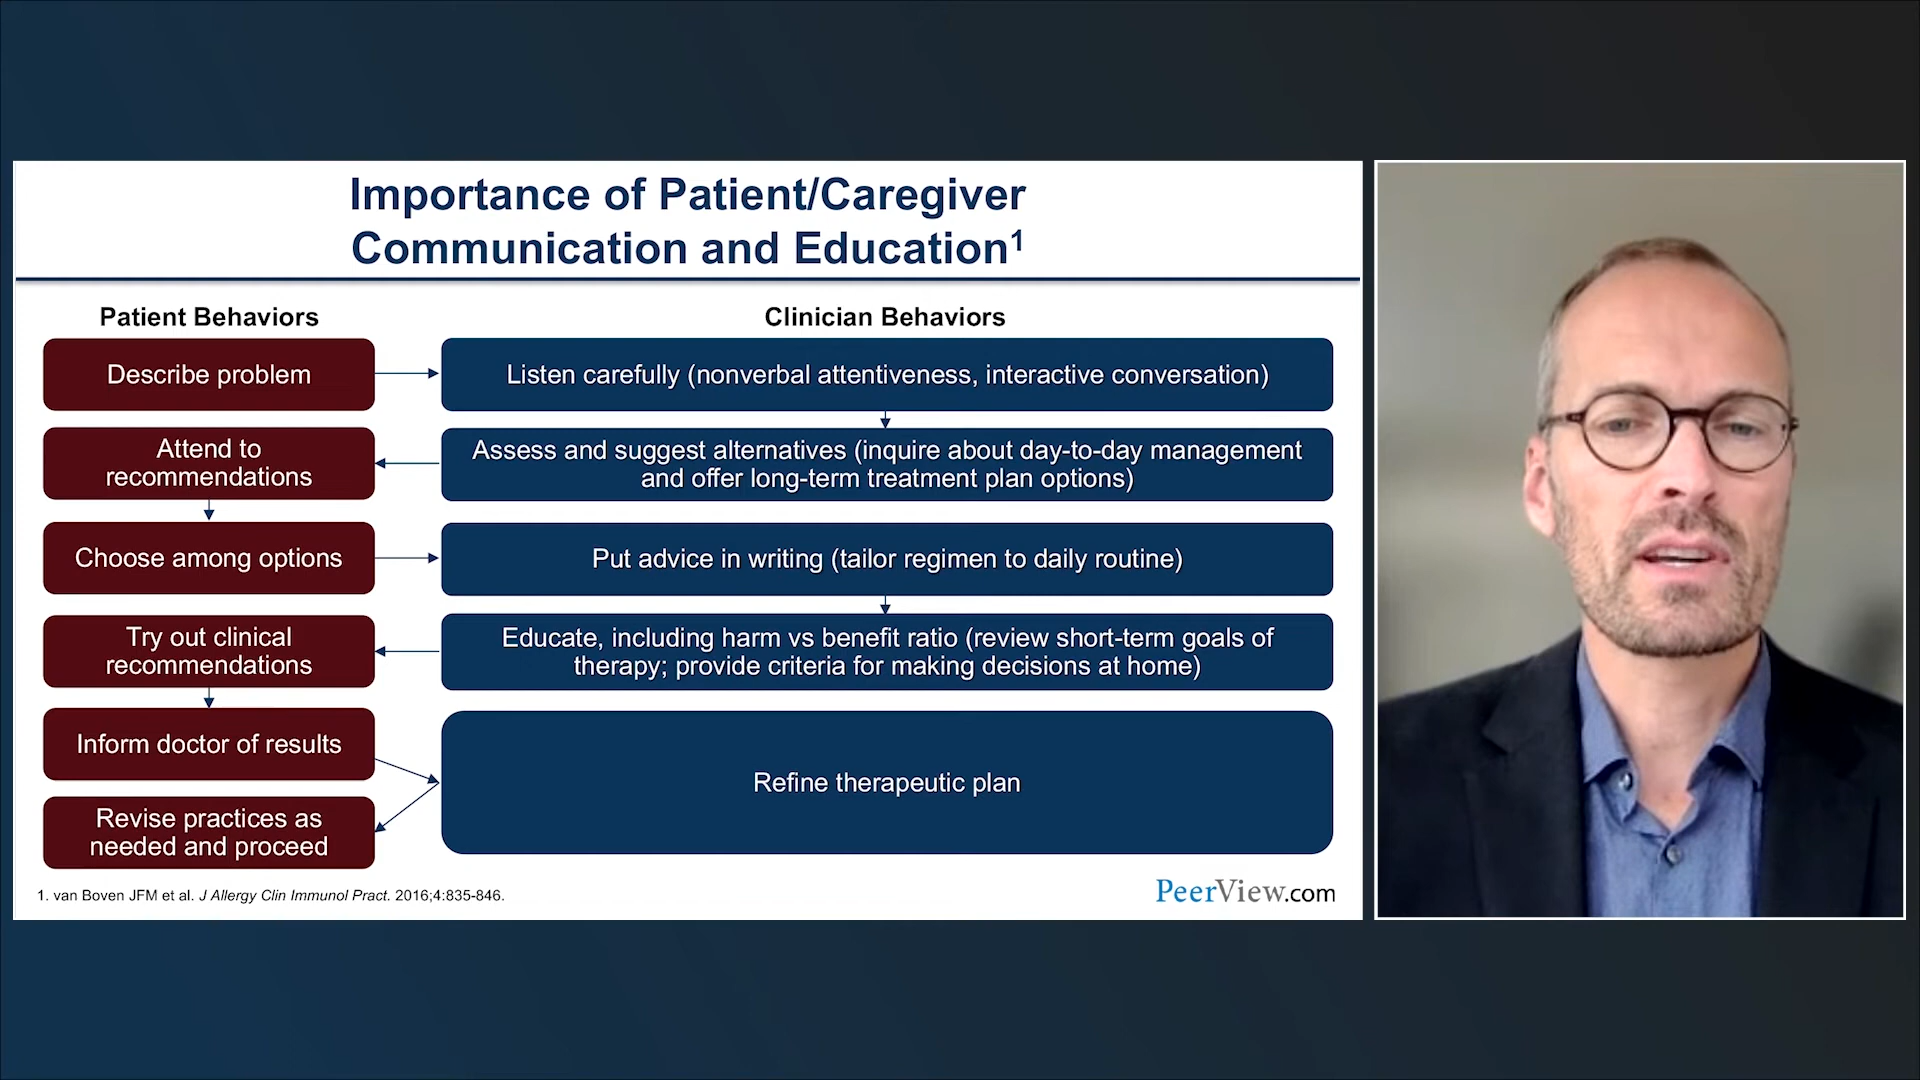 Importance of Patient/Caregiver
Communication and Education¹
Patient Behaviors
Clinician Behaviors
Describe problem
Listen carefully (nonverbal attentiveness, interactive conversation)
Attend to
recommendations
Assess and suggest alternatives (inquire about day-to-day management
and offer long-term treatment plan options)
Choose among options
Put advice in writing (tailor regimen to daily routine)
Try out clinical
recommendations
Educate, including harm vs benefit ratio (review short-term goals of
therapy; provide criteria for making decisions at home)
Inform doctor of results
Refine therapeutic plan
Revise practices as
needed and proceed
1. van Boven JFM et al. J Allergy Clin Immunol Pract. 2016;4:835-846.
PeerView.com